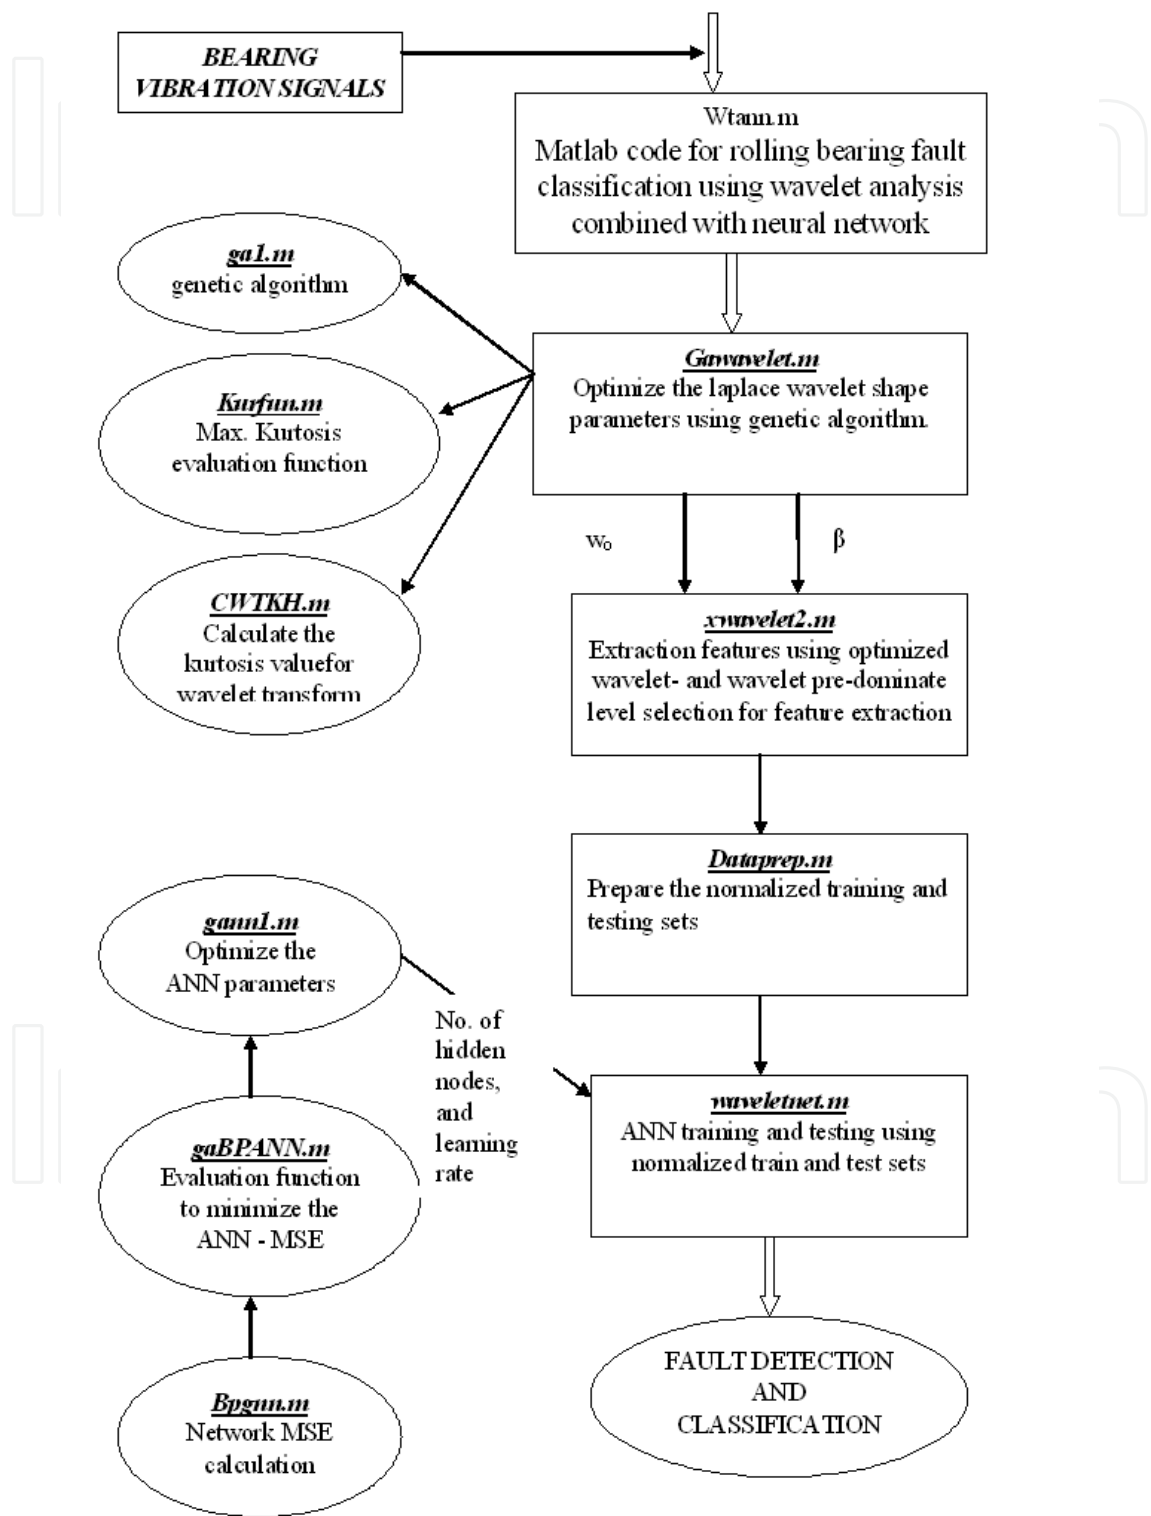 BEARING
VIBRATION SIGNALS
Wtann.m
Matlab code for rolling bearing fault
classification using wavelet analysis
combined with neural network
ga1.m
genetic algorithm
Gawavelet.m
Optimize the laplace wavelet shape
parameters using genetic algorithm.
Kurfun.m
Max. Kurtosis
evaluation function
w₀
β
CWTKH.m
Calculate the
kurtosis valuefor
wavelet transform
xwavelet2.m
Extraction features using optimized
wavelet- and wavelet pre-dominate
level selection for feature extraction
Dataprep.m
Prepare the normalized training and
testing sets
gann1.m
Optimize the
ANN parameters
No. of
hidden
nodes,
and
learning
rate
waveletnet.m
ANN training and testing using
normalized train and test sets
gaBPANN.m
Evaluation function
to minimize the
ANN - MSE
Bpgnn.m
Network MSE
calculation
FAULT DETECTION
AND
CLASSIFICATION